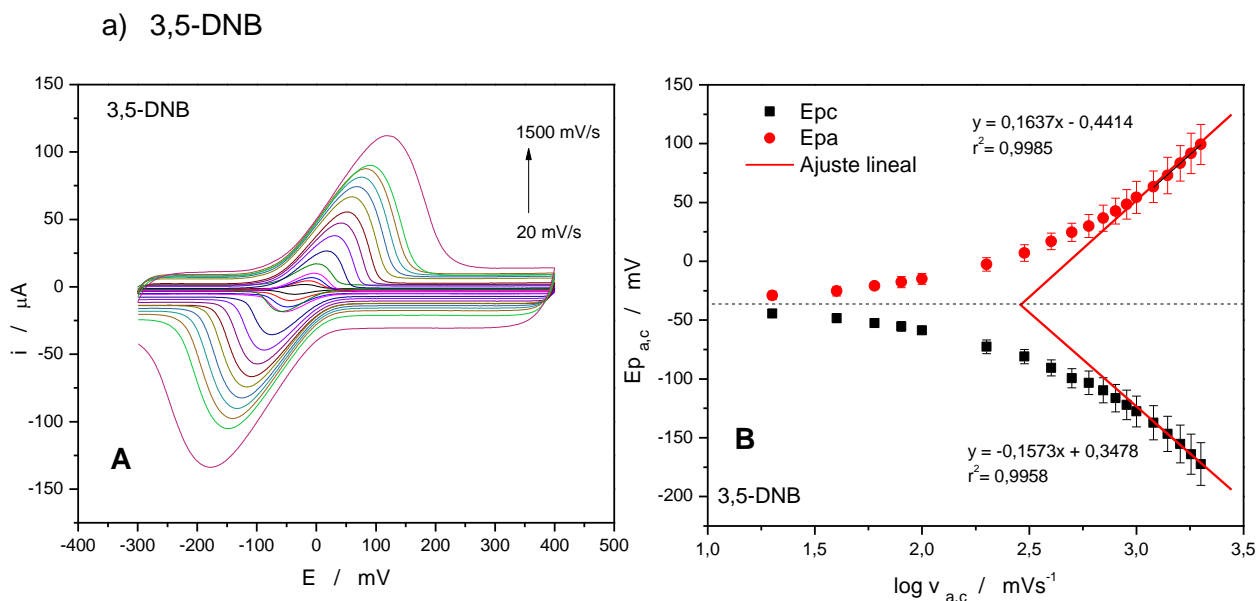 a) 3,5-DNB
3,5-DNB
1500 mV/s
20 mV/s
A
150
100
50
0
-50
-100
-150
i / μA
-400 -300 -200 -100 0 100 200 300 400 500
E / mV
Epc
Epa
Ajuste lineal
y = 0,1637x - 0,4414
r²= 0,9985
y = -0,1573x + 0,3478
r²= 0,9958
B
3,5-DNB
150
100
50
0
-50
-100
-150
-200
Ep a,c / mV
1,0 1,5 2,0 2,5 3,0 3,5
log v a,c / mVs⁻¹